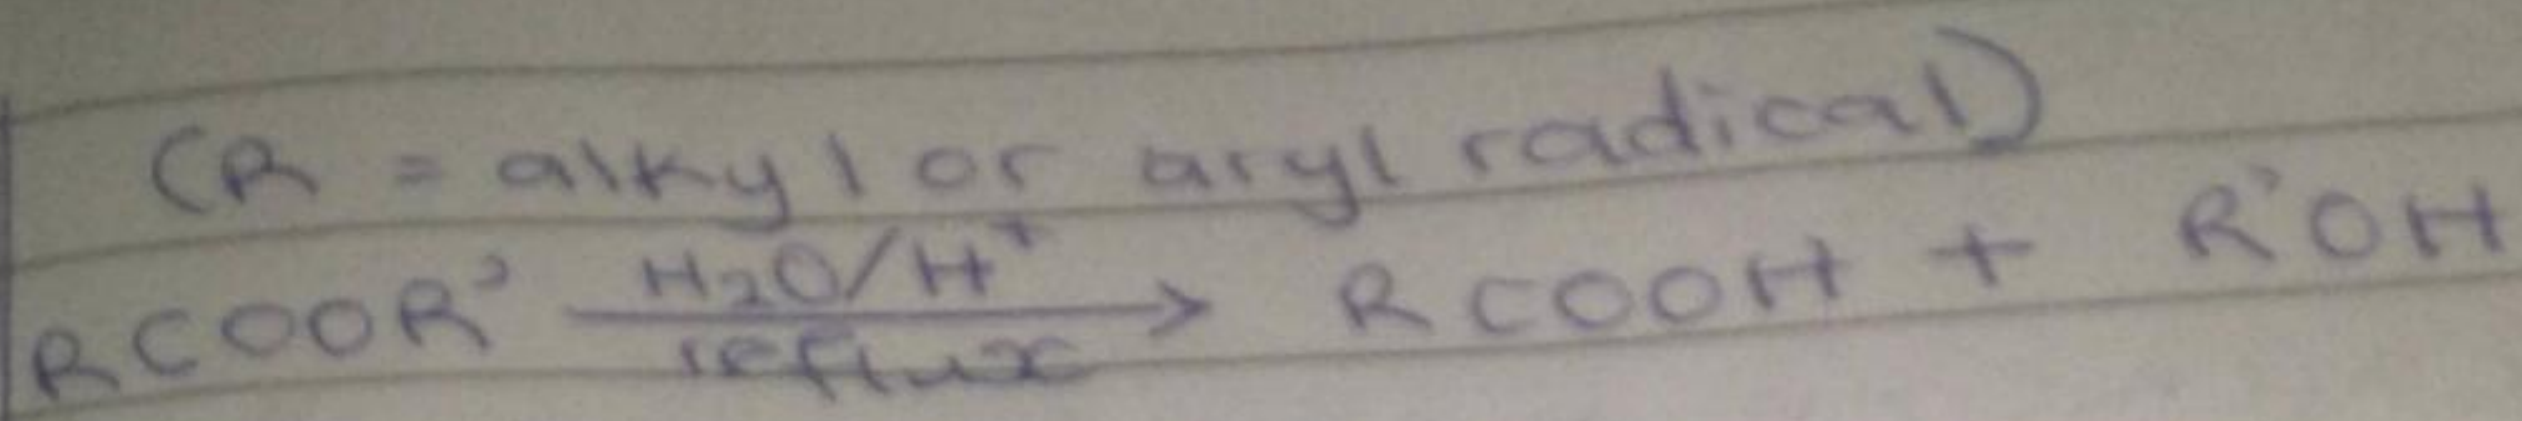 (R = alkyl or aryl radical)
RCOOR' H₂O/H⁺ reflux → RCOOH + R'OH